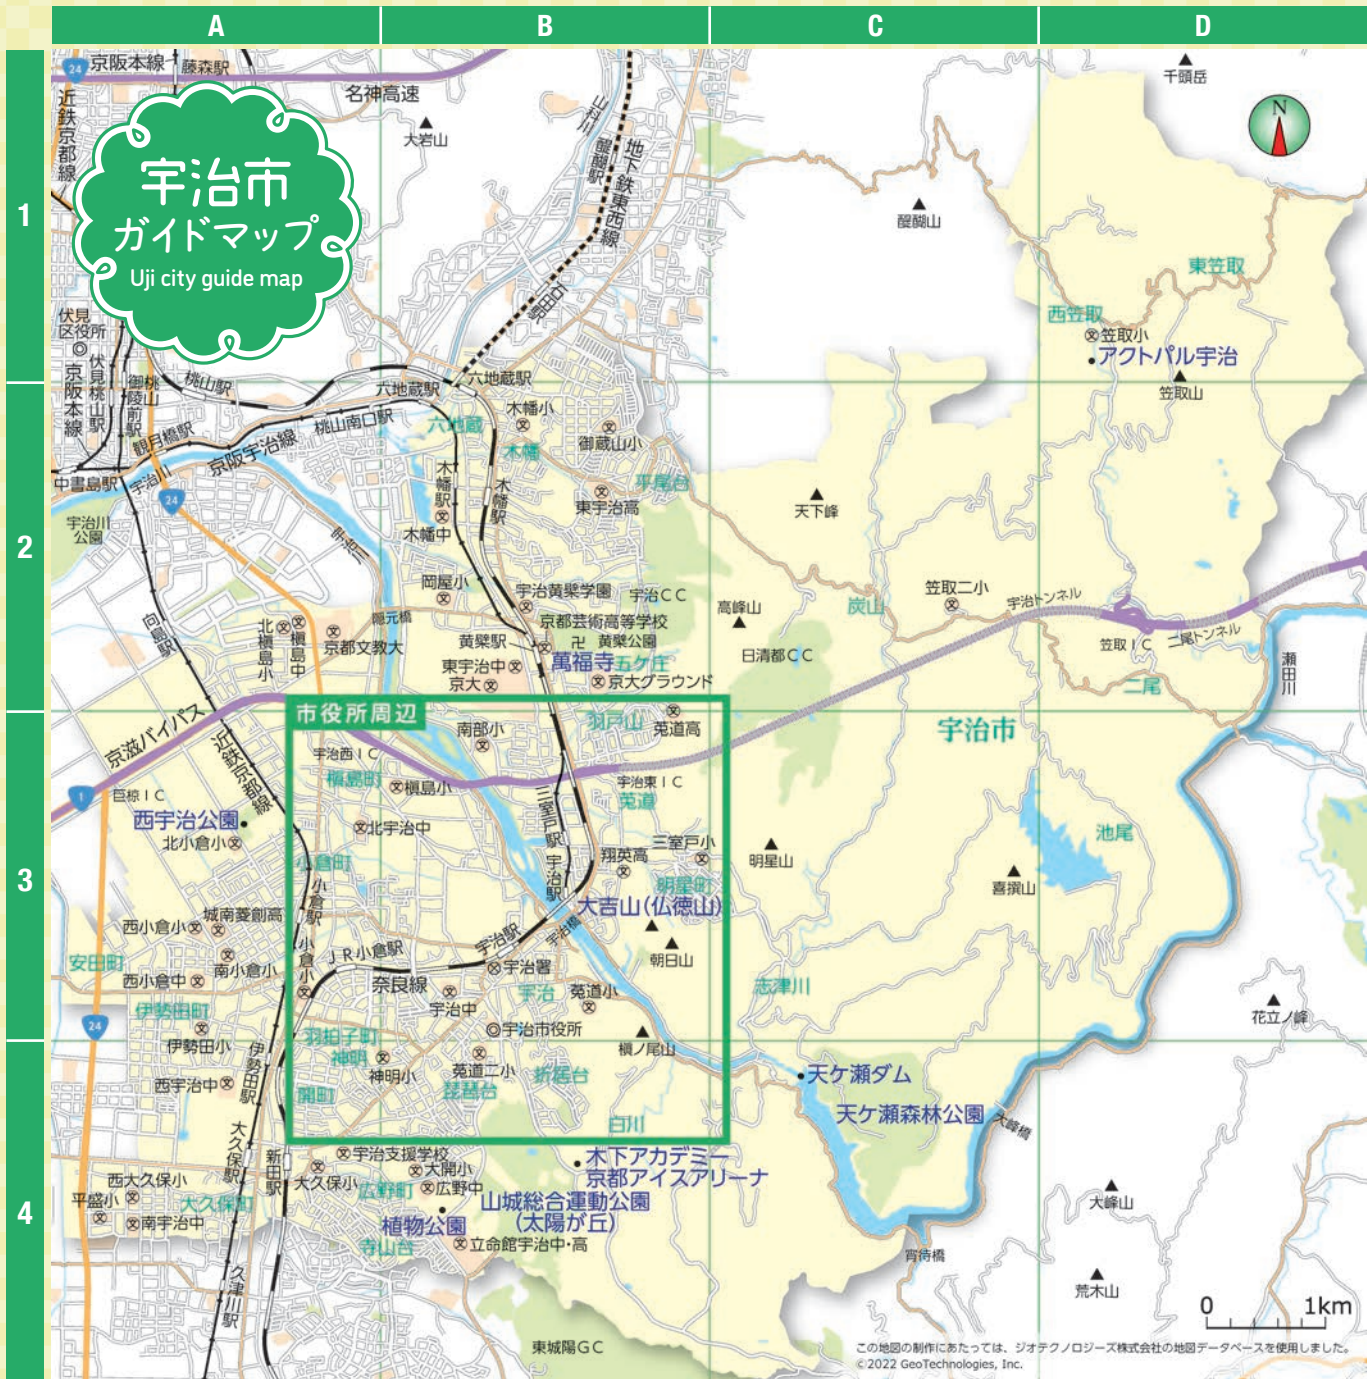 A
B
C
D
1
2
3
4
宇治市
ガイドマップ
Uji city guide map
24
京阪本線
藤森駅
名神高速
近鉄京都線
大岩山
山科川
醍醐駅
地下鉄東西線
石田駅
千頭岳
N
醍醐山
東笠取
西笠取
笠取小
アクトパル宇治
笠取山
伏見
区役所
京阪本線
伏見桃山駅
御陵前駅
桃山
桃山駅
六地蔵駅
六地蔵駅
観月橋駅
京阪宇治線
桃山南口駅
中書島駅
宇治川
24
宇治川
公園
宇治川
六地蔵
木幡小
木幡
御蔵山小
平尾台
木幡駅
木幡駅
東宇治高
木幡中
天下峰
岡屋小
宇治黄檗学園
宇治CC
隠元橋
京都芸術高等学校
黄檗駅
卍
黄檗公園
萬福寺
五ケ庄
東宇治中
京大
京大グラウンド
高峰山
炭山
笠取二小
宇治トンネル
日清都CC
笠取IC
二尾トンネル
二尾
瀬田川
向島駅
北槇島小
槇島中
京都文教大
市役所周辺
京滋バイパス
近鉄京都線
宇治西IC
南部小
羽戸山
莵道高
宇治市
1
巨椋IC
槇島町
槇島小
宇治東IC
莵道
西宇治公園
北小倉小
北宇治中
三室戸駅
三室戸小
翔英高
明星山
池尾
喜撰山
小倉町
小倉駅
宇治駅
明星町
大吉山(仏徳山)
城南菱創高
西小倉小
小倉小
JR小倉駅
宇治駅
宇治橋
朝日山
安田町
南小倉小
西小倉中
奈良線
宇治署
宇治
莵道小
志津川
宇治中
伊勢田町
伊勢田小
24
伊勢田駅
羽拍子町
宇治市役所
槇ノ尾山
花立ノ峰
神明
神明小
莵道二小
折居台
天ケ瀬ダム
西宇治中
開町
琵琶台
白川
天ケ瀬森林公園
大峰橋
大久保駅
新田駅
宇治支援学校
大久保小
大開小
木下アカデミー
京都アイスアリーナ
西大久保小
平盛小
大久保町
広野町
広野中
山城総合運動公園
(太陽が丘)
南宇治中
植物公園
寺山台
立命館宇治中・高
大峰山
宵待橋
荒木山
久津川駅
東城陽GC
0
1km
この地図の制作にあたっては、ジオテクノロジーズ株式会社の地図データベースを使用しました。
©2022 GeoTechnologies, Inc.